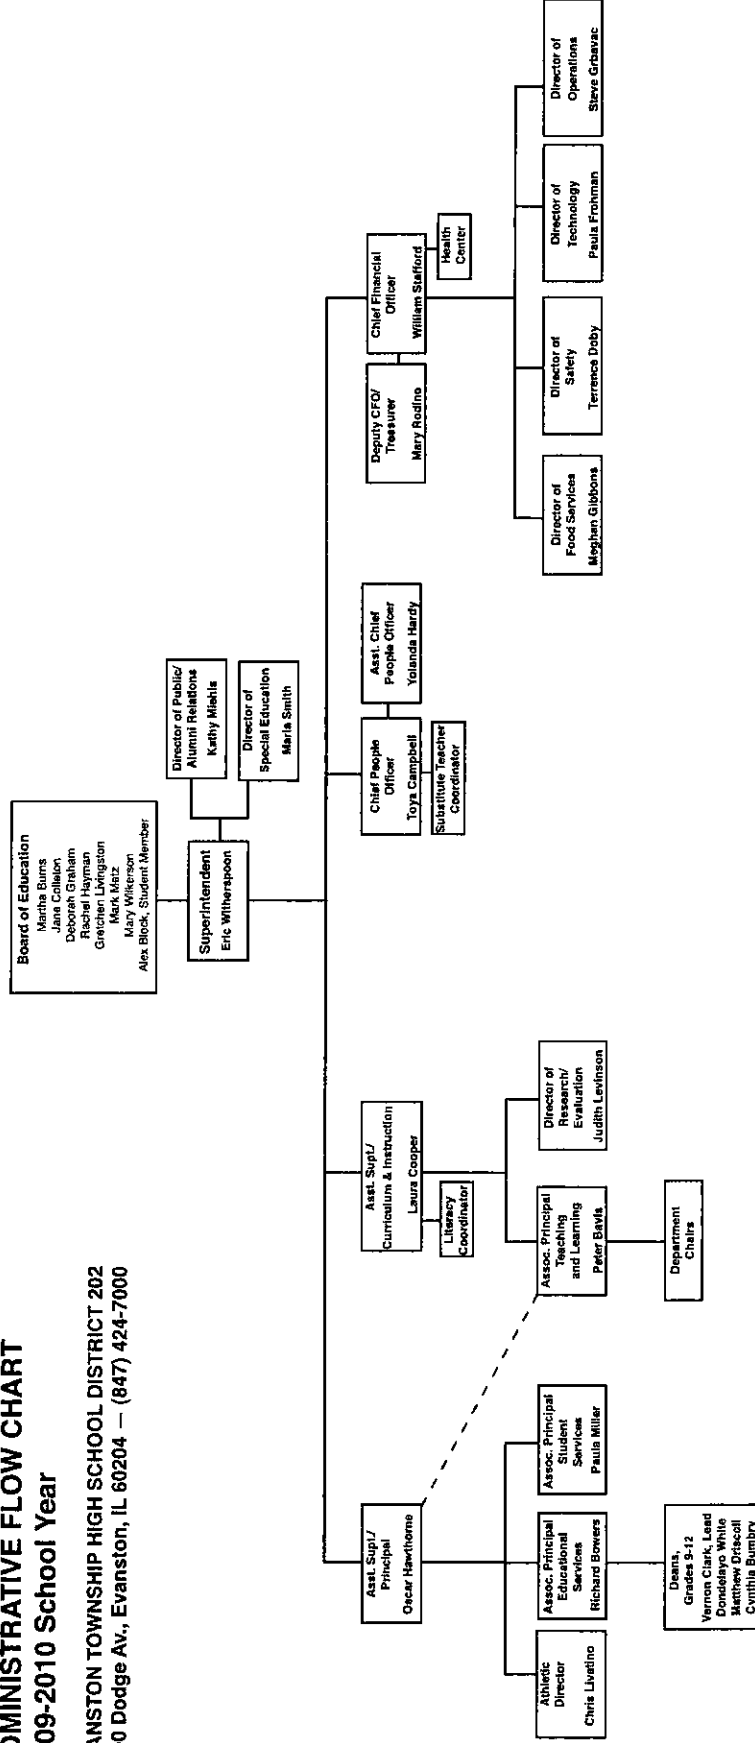 DMINISTRATIVE FLOW CHART
09-2010 School Year
ANSTON TOWNSHIP HIGH SCHOOL DISTRICT 202
0 Dodge Av., Evanston, IL 60204 — (847) 424-7000
Board of Education
Martha Burns
Jane Colleton
Deborah Graham
Rachel Hayman
Gretchen Livingston
Mark Metz
Mary Wilkerson
Alex Block, Student Member
Superintendent
Eric Witherspoon
Director of Public/
Alumni Relations
Kathy Miehls
Director of
Special Education
Maria Smith
Asst. Supt./
Principal
Oscar Hawthorne
Asst. Supt./
Curriculum & Instruction
Laura Cooper
Literacy
Coordinator
Chief People
Officer
Toya Campbell
Substitute Teacher
Coordinator
Asst. Chief
People Officer
Yolanda Hardy
Deputy CFO/
Treasurer
Mary Rodino
Chief Financial
Officer
William Stafford
Health
Center
Athletic
Director
Chris Livatino
Assoc. Principal
Educational
Services
Richard Bowers
Assoc. Principal
Student
Services
Paula Miller
Assoc. Principal
Teaching
and Learning
Peter Bavis
Director of
Research/
Evaluation
Judith Levinson
Director of
Food Services
Meghan Gibbons
Director of
Safety
Terrence Doby
Director of
Technology
Paula Frohman
Director of
Operations
Steve Grbavac
Deans,
Grades 9-12
Vernon Clark, Lead
Dondelayo White
Matthew Driscoll
Cynthia Bumbry
Department
Chairs